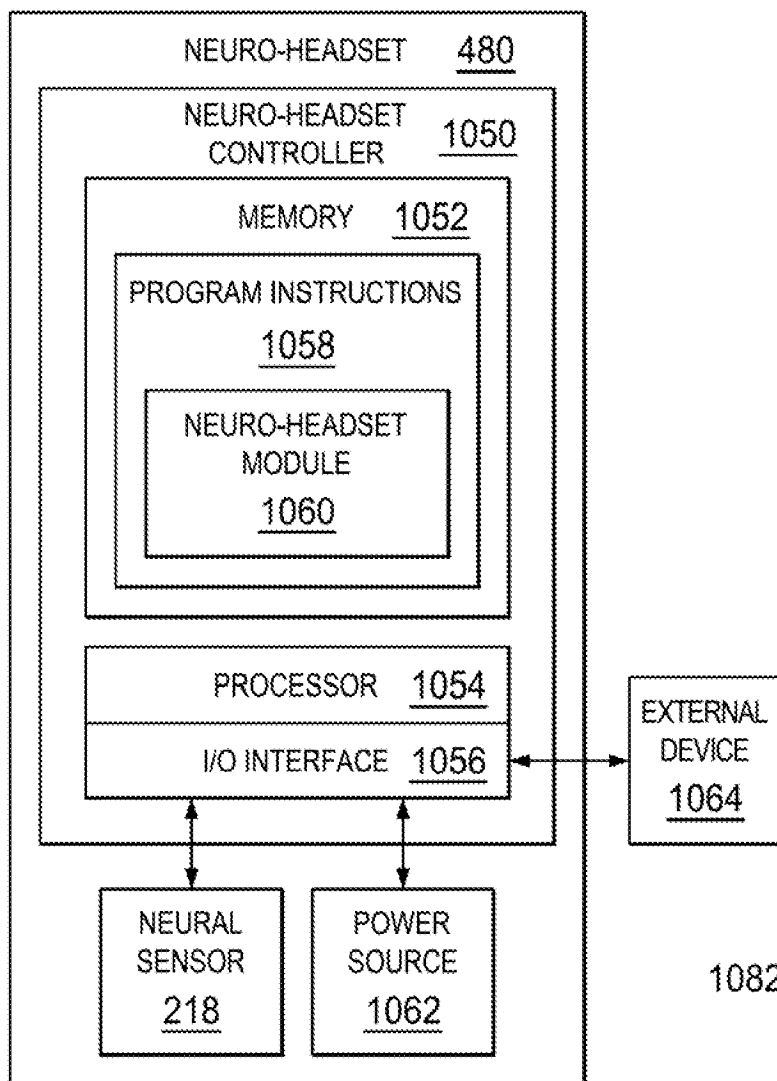 NEURO-HEADSET 480
NEURO-HEADSET
CONTROLLER 1050
MEMORY 1052
PROGRAM INSTRUCTIONS
1058
NEURO-HEADSET
MODULE
1060
PROCESSOR 1054
I/O INTERFACE 1056
EXTERNAL
DEVICE
1064
NEURAL
SENSOR
218
POWER
SOURCE
1062
1082